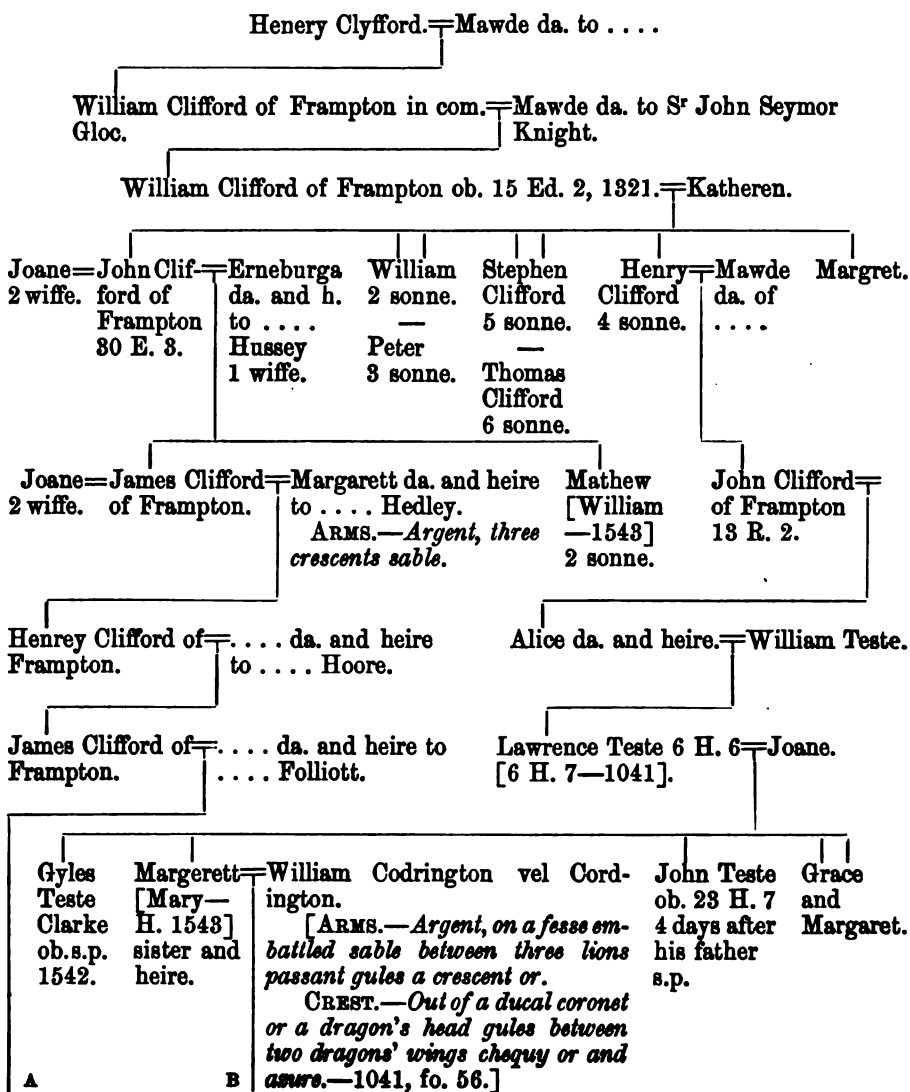 Henery Clyfford.=Mawde da. to . . . .
William Clifford of Frampton in com.=Mawde da. to Sr John Seymor
Gloc. Knight.
William Clifford of Frampton ob. 15 Ed. 2, 1321.=Katheren.
Joane=John Clif-=Erneburga William Stephen Henry=Mawde Margret.
2 wiffe. ford of da. and h. 2 sonne. Clifford Clifford da. of
Frampton to . . . . — 5 sonne. 4 sonne. . . . .
30 E. 3. Hussey Peter —
1 wiffe. 3 sonne. Thomas
Clifford
6 sonne.
Joane=James Clifford=Margarett da. and heire Mathew John Clifford=
2 wiffe. of Frampton. to . . . . Hedley. [William of Frampton
ARMS.—Argent, three —1543] 13 R. 2.
crescents sable. 2 sonne.
Henrey Clifford of=. . . . da. and heire Alice da. and heire.=William Teste.
Frampton. to . . . . Hoore.
James Clifford of=. . . . da. and heire to Lawrence Teste 6 H. 6=Joane.
Frampton. . . . . Folliott. [6 H. 7—1041].
Gyles Margerett=William Codrington vel Cord- John Teste Grace
Teste [Mary— ington. ob. 23 H. 7 and
Clarke H. 1543] [ARMS.—Argent, on a fesse em- 4 days after Margaret.
ob.s.p. sister and battled sable between three lions his father
1542. heire. passant gules a crescent or. s.p.
CREST.—Out of a ducal coronet
or a dragon's head gules between
two dragons' wings chequy or and
A B azure.—1041, fo. 56.]